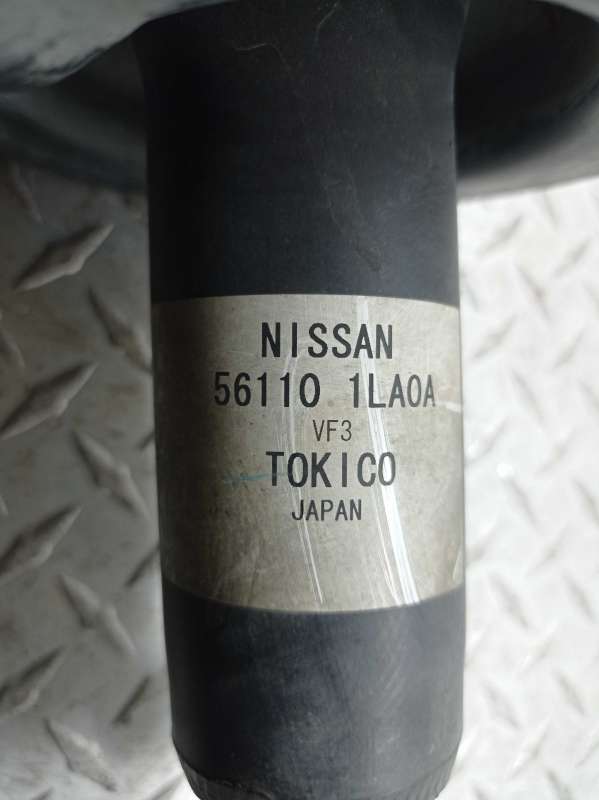 NISSAN
56110 1LA0A
VF3
TOKICO
JAPAN